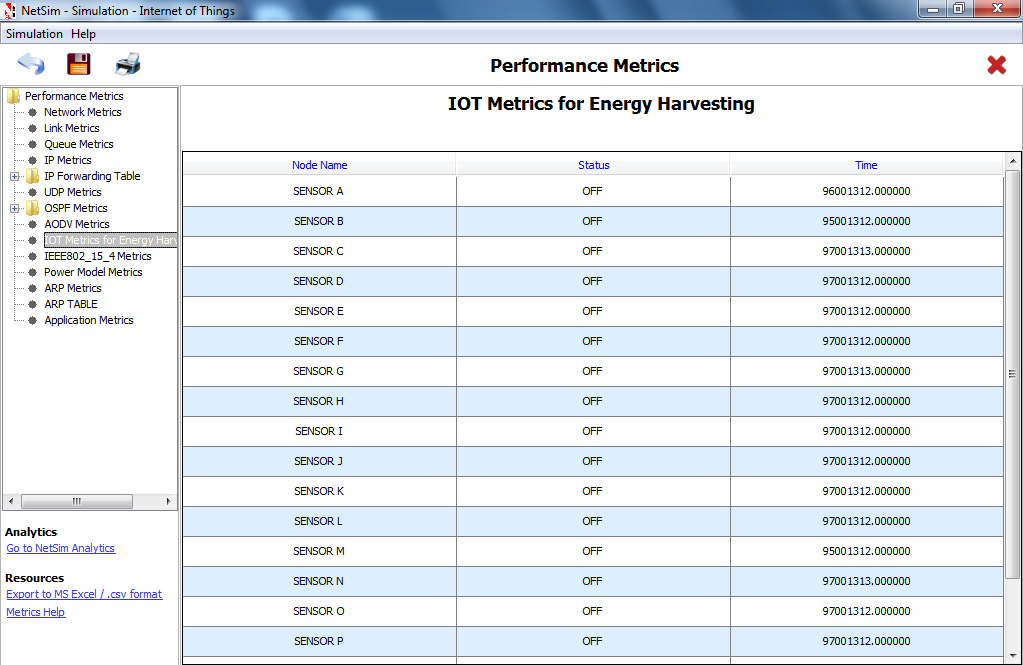 NetSim - Simulation - Internet of Things
Simulation Help
Performance Metrics
Performance Metrics
Network Metrics
Link Metrics
Queue Metrics
IP Metrics
IP Forwarding Table
UDP Metrics
OSPF Metrics
AODV Metrics
IOT Metrics for Energy Harv
IEEE802_15_4 Metrics
Power Model Metrics
ARP Metrics
ARP TABLE
Application Metrics
Analytics
Go to NetSim Analytics
Resources
Export to MS Excel / .csv format
Metrics Help
IOT Metrics for Energy Harvesting
Node Name Status Time
SENSOR A OFF 96001312.000000
SENSOR B OFF 95001312.000000
SENSOR C OFF 97001313.000000
SENSOR D OFF 97001312.000000
SENSOR E OFF 97001312.000000
SENSOR F OFF 97001312.000000
SENSOR G OFF 97001313.000000
SENSOR H OFF 97001312.000000
SENSOR I OFF 97001312.000000
SENSOR J OFF 97001312.000000
SENSOR K OFF 97001312.000000
SENSOR L OFF 97001312.000000
SENSOR M OFF 95001312.000000
SENSOR N OFF 97001313.000000
SENSOR O OFF 97001312.000000
SENSOR P OFF 97001312.000000